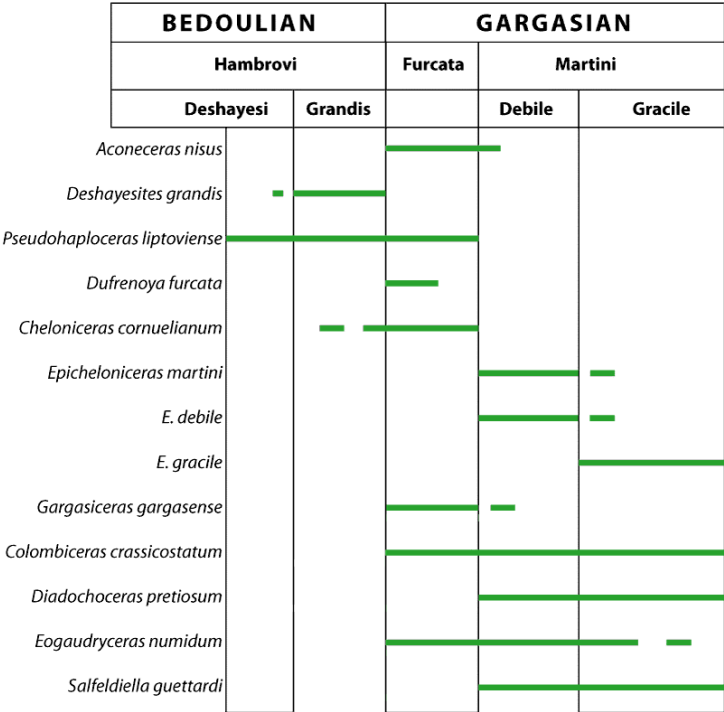 BEDOULIAN GARGASIAN
Hambrovi Furcata Martini
Deshayesi Grandis Debile Gracile
Aconeceras nisus
Deshayesites grandis
Pseudohaploceras liptoviense
Dufrenoya furcata
Cheloniceras cornuelianum
Epicheloniceras martini
E. debile
E. gracile
Gargasiceras gargasense
Colombiceras crassicostatum
Diadochoceras pretiosum
Eogaudryceras numidum
Salfeldiella guettardi